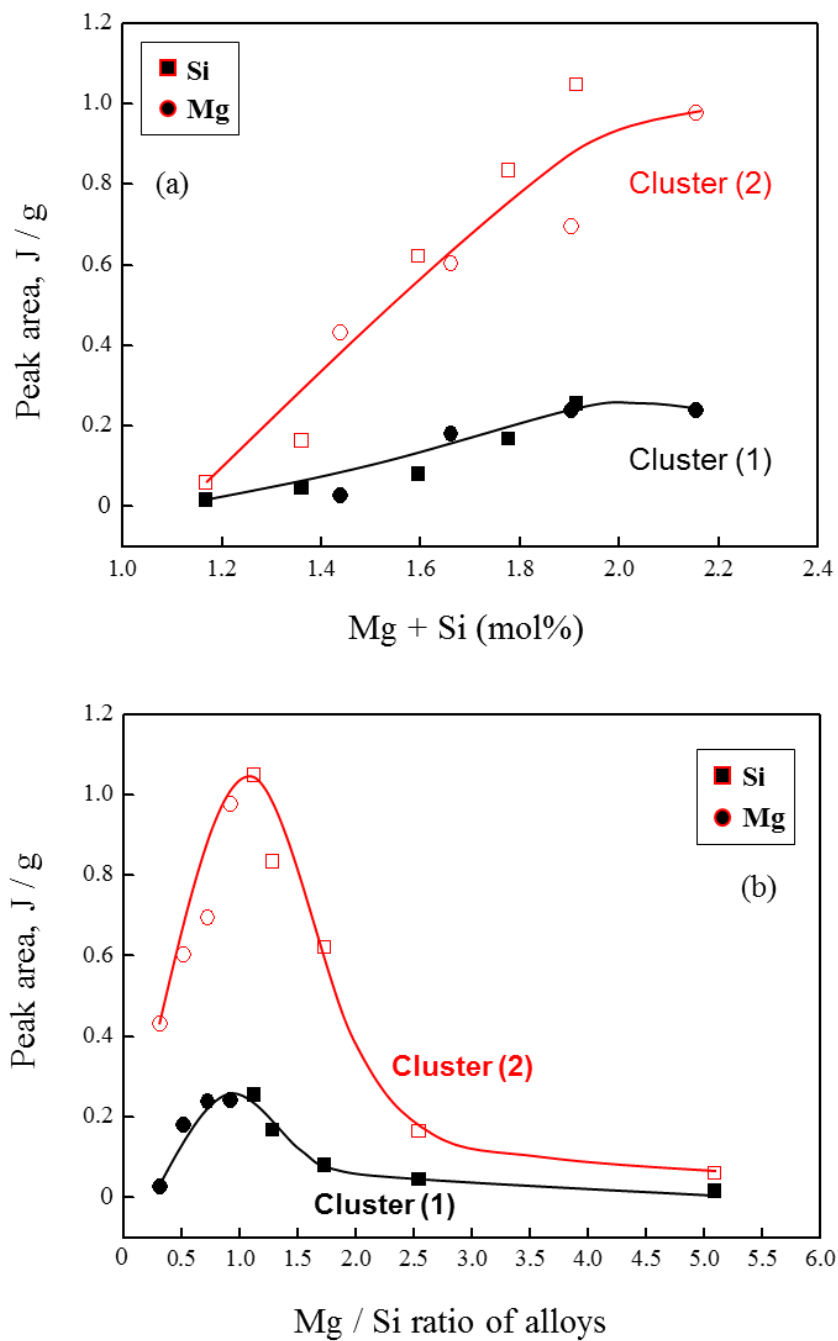 1.2
1.0
0.8
0.6
0.4
0.2
0
Peak area, J / g
Si
Mg
(a)
Cluster (2)
Cluster (1)
1.0 1.2 1.4 1.6 1.8 2.0 2.2 2.4
Mg + Si (mol%)
1.2
1.0
0.8
0.6
0.4
0.2
0
Peak area, J / g
Si
Mg
(b)
Cluster (2)
Cluster (1)
0 0.5 1.0 1.5 2.0 2.5 3.0 3.5 4.0 4.5 5.0 6.0
Mg / Si ratio of alloys